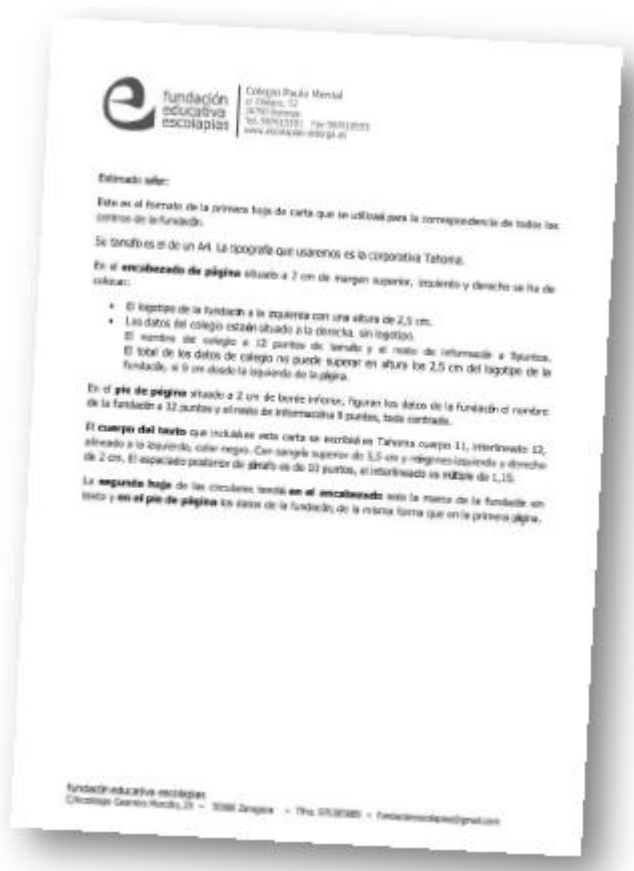 fundación
educativa
escolapias
Colegio Paula Montal
Estimado señor:
Este es el formato de la primera hoja de carta que se utilizará para la correspondencia de todos los
centros de la fundación.
Su tamaño es el de un A4. La tipografía que usaremos es la corporativa Tahoma.
En el encabezado de página situado a 2 cm de margen superior, izquierdo y derecho se ha de
colocar:
• El logotipo de la fundación a la izquierda con una altura de 2,5 cm.
• Los datos del colegio están situado a la derecha, sin logotipo.
El nombre del colegio a 12 puntos de tamaño y el resto de información a 9puntos.
El total de los datos de colegio no puede superar en altura los 2,5 cm del logotipo de la
fundación, ni 9 cm desde la izquierda de la página.
En el pie de página situado a 2 cm de borde inferior, figuran los datos de la fundación el nombre
de la fundación a 12 puntos y el resto de información a 9 puntos, todo centrado.
El cuerpo del texto que incluida en esta carta se escribirá en Tahoma cuerpo 11, interlineado 12,
alineado a la izquierda, color negro. Con sangría superior de 5,5 cm y márgenes izquierdo y derecho
de 2 cm. El espaciado posterior de párrafo es de 10 puntos, el interlineado es múltiple de 1,15.
La segunda hoja de las circulares tendrá en el encabezado solo la marca de la fundación sin
texto y en el pie de página los datos de la fundación, de la misma forma que en la primera página.
fundación educativa escolapias
Zaragoza